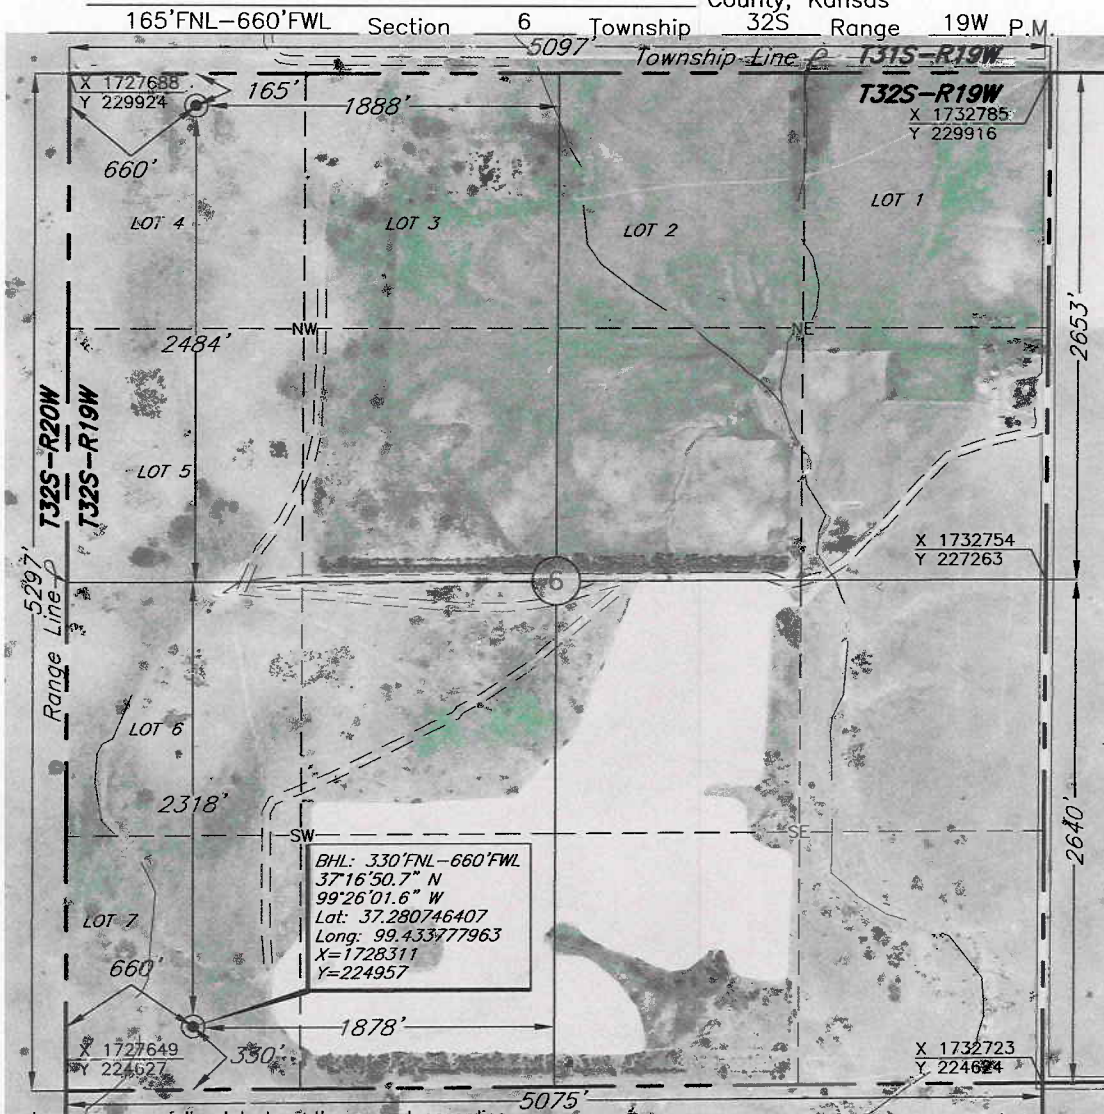 County, Kansas
165'FNL-660'FWL Section 6 Township 32S Range 19W P.M.
5097'
Township Line
T31S-R19W
T32S-R19W
X 1727688
Y 229924
165'
1888'
X 1732785
Y 229916
660'
LOT 4
LOT 3
LOT 2
LOT 1
NW
NE
2484'
2653'
T32S-R20W
T32S-R19W
LOT 5
X 1732754
Y 227263
5297'
Range Line
6
LOT 6
2318'
2640'
SW
SE
BHL: 330'FNL-660'FWL
37°16'50.7" N
99°26'01.6" W
Lat: 37.280746407
Long: 99.433777963
X=1728311
Y=224957
LOT 7
660'
1878'
330'
X 1727649
Y 224627
X 1732723
Y 224624
5075'